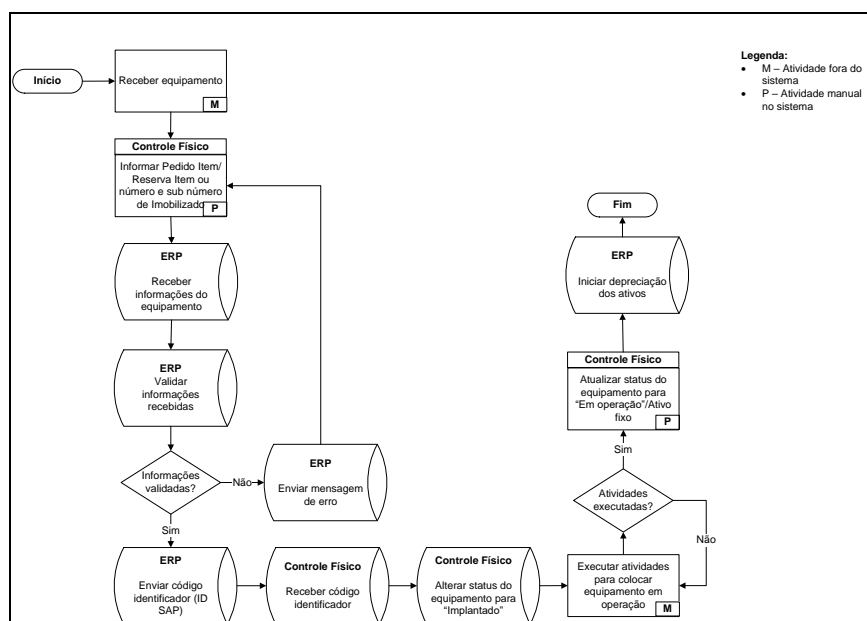 Início
Receber equipamento
M
Controle Físico
Informar Pedido Item/
Reserva Item ou
número e sub número
de Imobilizado
P
ERP
Receber
informações do
equipamento
ERP
Validar
informações
recebidas
Informações
validadas?
Não
ERP
Enviar mensagem
de erro
Sim
ERP
Enviar código
identificador (ID
SAP)
Controle Físico
Receber código
identificador
Controle Físico
Alterar status do
equipamento para
“Implantado”
Executar atividades
para colocar
equipamento em
operação
M
Atividades
executadas?
Não
Sim
Controle Físico
Atualizar status do
equipamento para
“Em operação”/Ativo
fixo
P
ERP
Iniciar depreciação
dos ativos
Fim
Legenda:
• M – Atividade fora do
sistema
• P – Atividade manual
no sistema